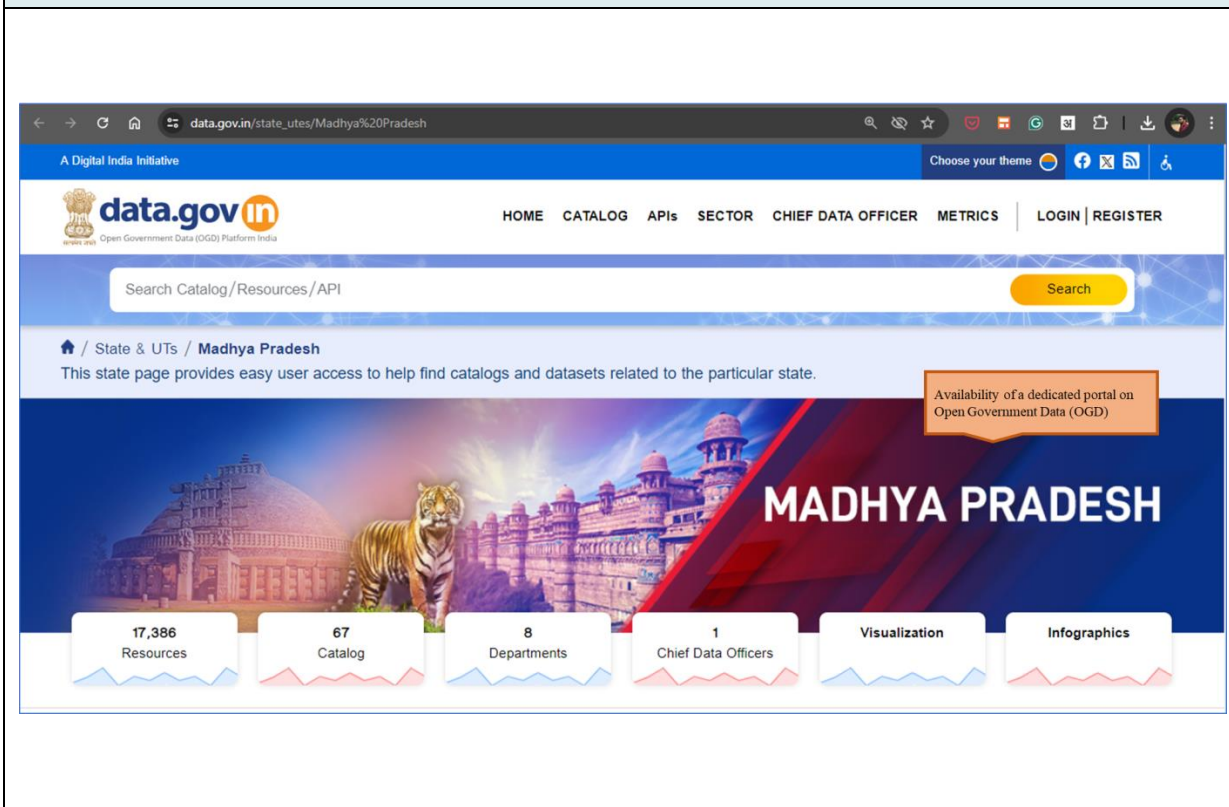 data.gov.in/state_utes/Madhya%20Pradesh
A Digital India Initiative
Choose your theme
data.gov in
Open Government Data (OGD) Platform India
सत्यमेव जयते
HOME CATALOG APIs SECTOR CHIEF DATA OFFICER METRICS LOGIN | REGISTER
Search Catalog/Resources/API
Search
/ State & UTs / Madhya Pradesh
This state page provides easy user access to help find catalogs and datasets related to the particular state.
Availability of a dedicated portal on
Open Government Data (OGD)
MADHYA PRADESH
17,386
Resources
67
Catalog
8
Departments
1
Chief Data Officers
Visualization
Infographics